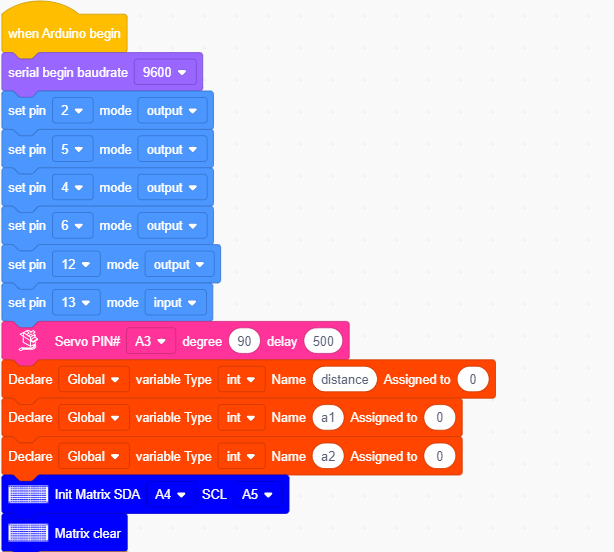 when Arduino begin
serial begin baudrate 9600
set pin 2 mode output
set pin 5 mode output
set pin 4 mode output
set pin 6 mode output
set pin 12 mode output
set pin 13 mode input
Servo PIN# A3 degree 90 delay 500
Declare Global variable Type int Name distance Assigned to 0
Declare Global variable Type int Name a1 Assigned to 0
Declare Global variable Type int Name a2 Assigned to 0
Init Matrix SDA A4 SCL A5
Matrix clear